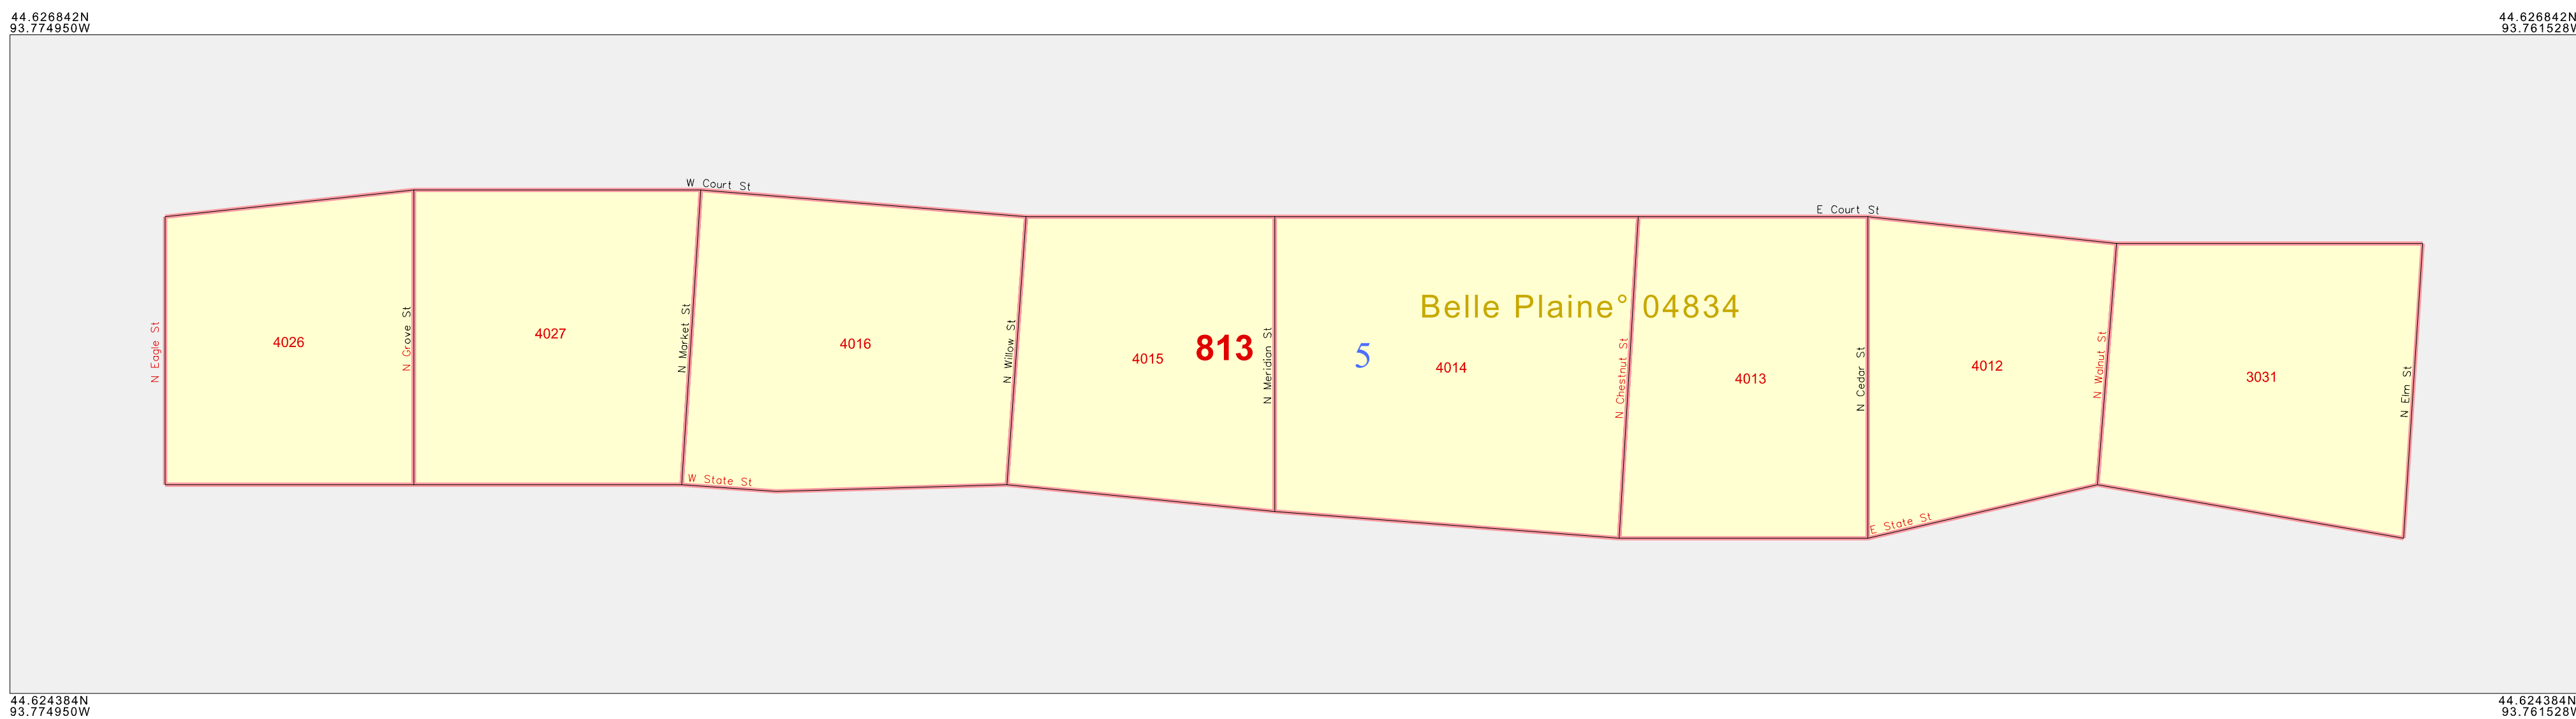 44.626842N
93.774950W
44.626842N
93.761528W
W Court St
E Court St
Belle Plaine° 04834
N Eagle St
4026
N Grove St
4027
N Market St
4016
N Willow St
4015
813
N Meridian St
5
4014
N Chestnut St
4013
N Cedar St
4012
N Walnut St
3031
N Elm St
W State St
E State St
44.624384N
93.774950W
44.624384N
93.761528W